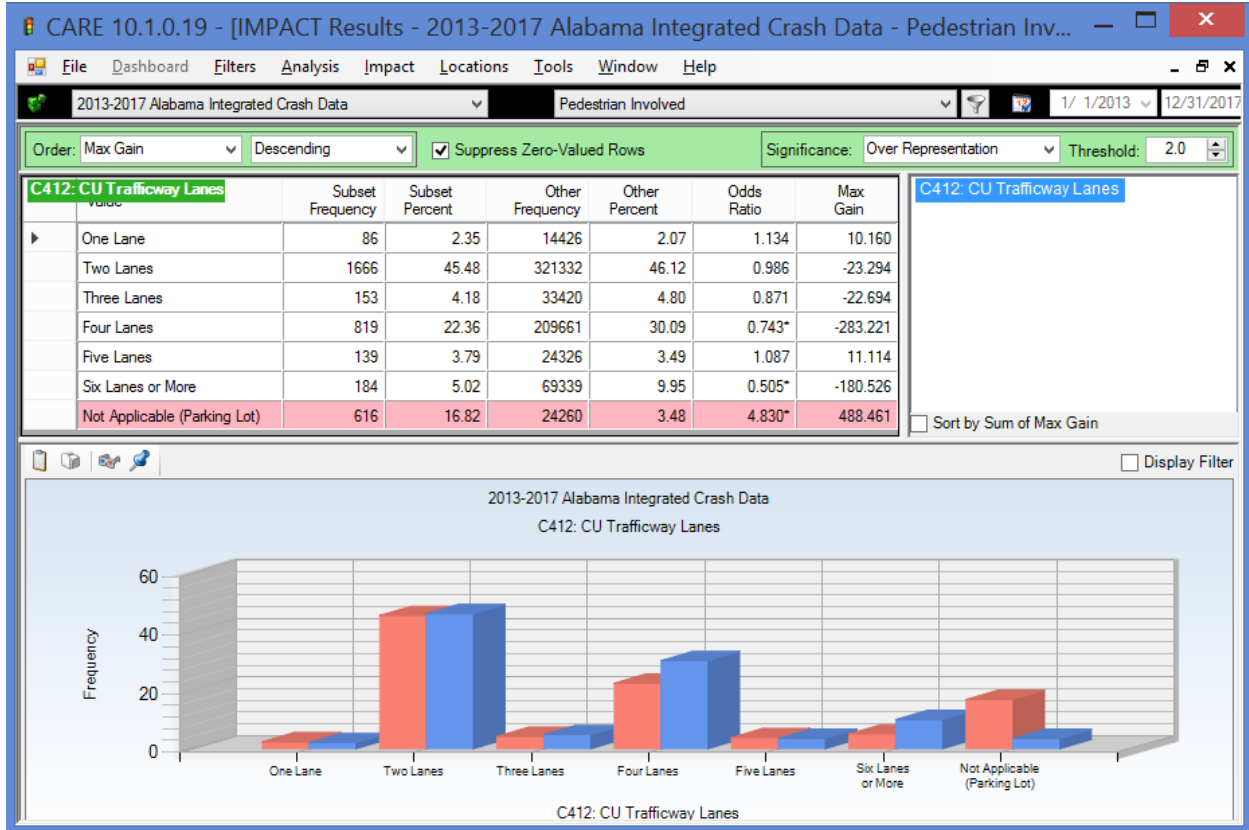 CARE 10.1.0.19 - [IMPACT Results - 2013-2017 Alabama Integrated Crash Data - Pedestrian Inv...
File Dashboard Filters Analysis Impact Locations Tools Window Help
2013-2017 Alabama Integrated Crash Data Pedestrian Involved 1/ 1/2013 12/31/2017
Order: Max Gain Descending Suppress Zero-Valued Rows Significance: Over Representation Threshold: 2.0
C412: CU Trafficway Lanes Subset Frequency Subset Percent Other Frequency Other Percent Odds Ratio Max Gain C412: CU Trafficway Lanes
One Lane 86 2.35 14426 2.07 1.134 10.160
Two Lanes 1666 45.48 321332 46.12 0.986 -23.294
Three Lanes 153 4.18 33420 4.80 0.871 -22.694
Four Lanes 819 22.36 209661 30.09 0.743* -283.221
Five Lanes 139 3.79 24326 3.49 1.087 11.114
Six Lanes or More 184 5.02 69339 9.95 0.505* -180.526
Not Applicable (Parking Lot) 616 16.82 24260 3.48 4.830* 488.461
Sort by Sum of Max Gain
Display Filter
2013-2017 Alabama Integrated Crash Data
C412: CU Trafficway Lanes
60
40
20
0
Frequency
One Lane Two Lanes Three Lanes Four Lanes Five Lanes Six Lanes or More Not Applicable (Parking Lot)
C412: CU Trafficway Lanes